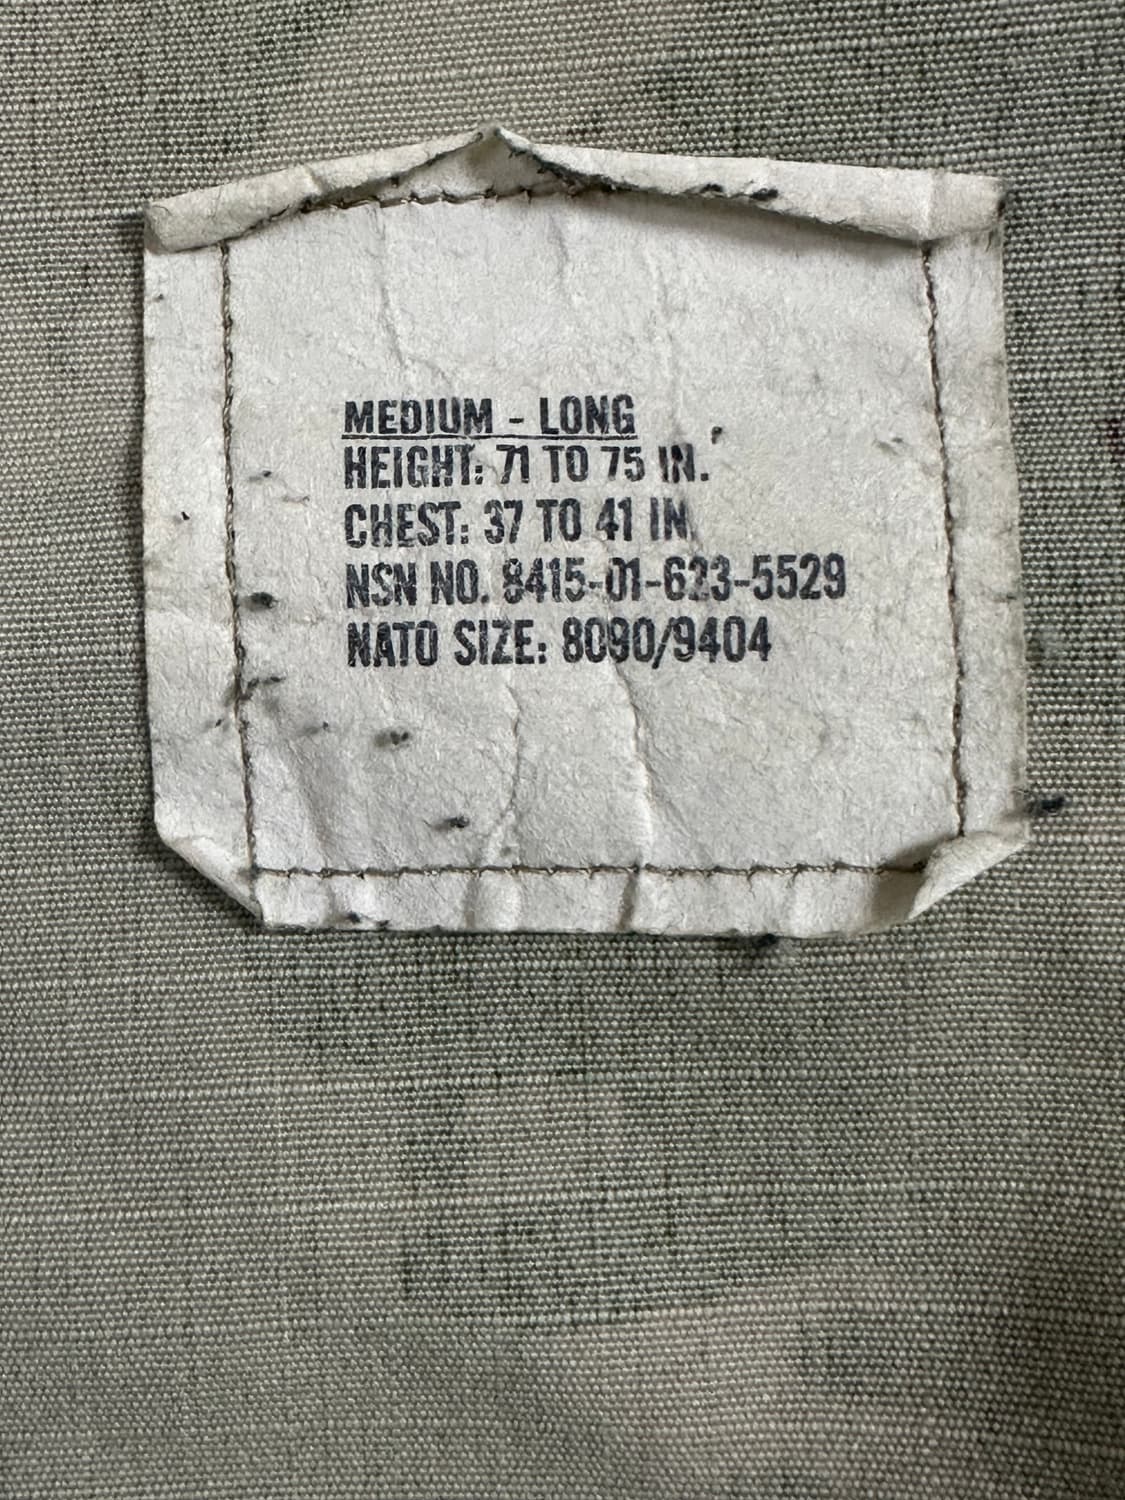 MEDIUM - LONG
HEIGHT: 71 TO 75 IN.
CHEST: 37 TO 41 IN.
NSN NO. 8415-01-623-5529
NATO SIZE: 8090/9404